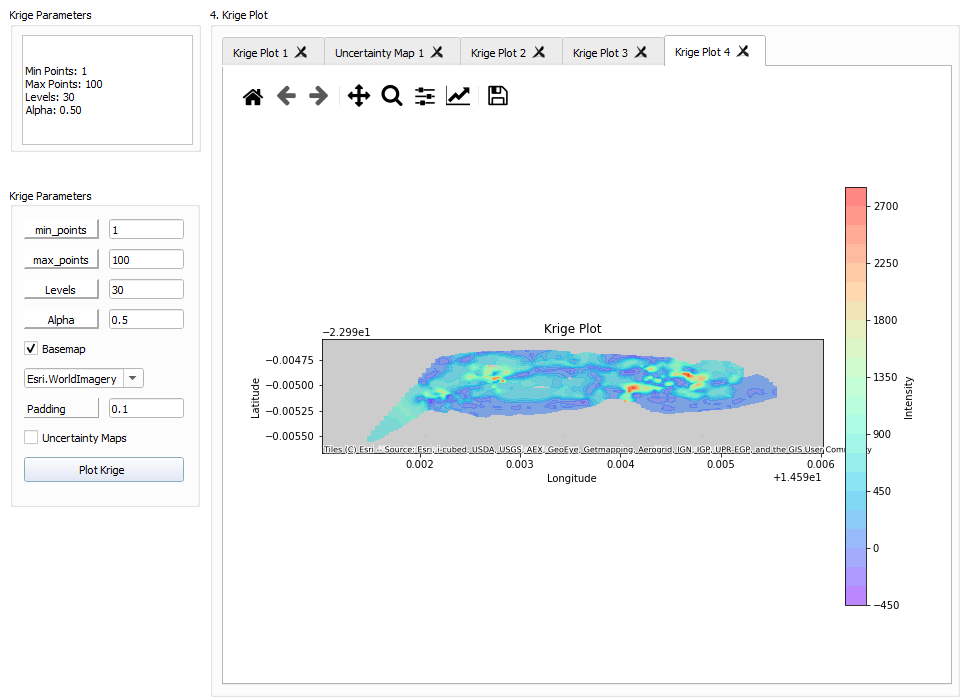 Krige Parameters
Min Points: 1
Max Points: 100
Levels: 30
Alpha: 0.50
Krige Parameters
min_points 1
max_points 100
Levels 30
Alpha 0.5
Basemap
Esri.WorldImagery
Padding 0.1
Uncertainty Maps
Plot Krige
4. Krige Plot
Krige Plot 1 Uncertainty Map 1 Krige Plot 2 Krige Plot 3 Krige Plot 4
−2.299e1
Krige Plot
−0.00475
−0.00500
−0.00525
−0.00550
Latitude
Tiles (C) Esri -- Source: Esri, i-cubed, USDA, USGS, AEX, GeoEye, Getmapping, Aerogrid, IGN, IGP, UPR-EGP, and the GIS User
0.002 0.003 0.004 0.005 0.006
Longitude
+1.459e1
2700
2250
1800
1350
900
450
0
−450
Intensity